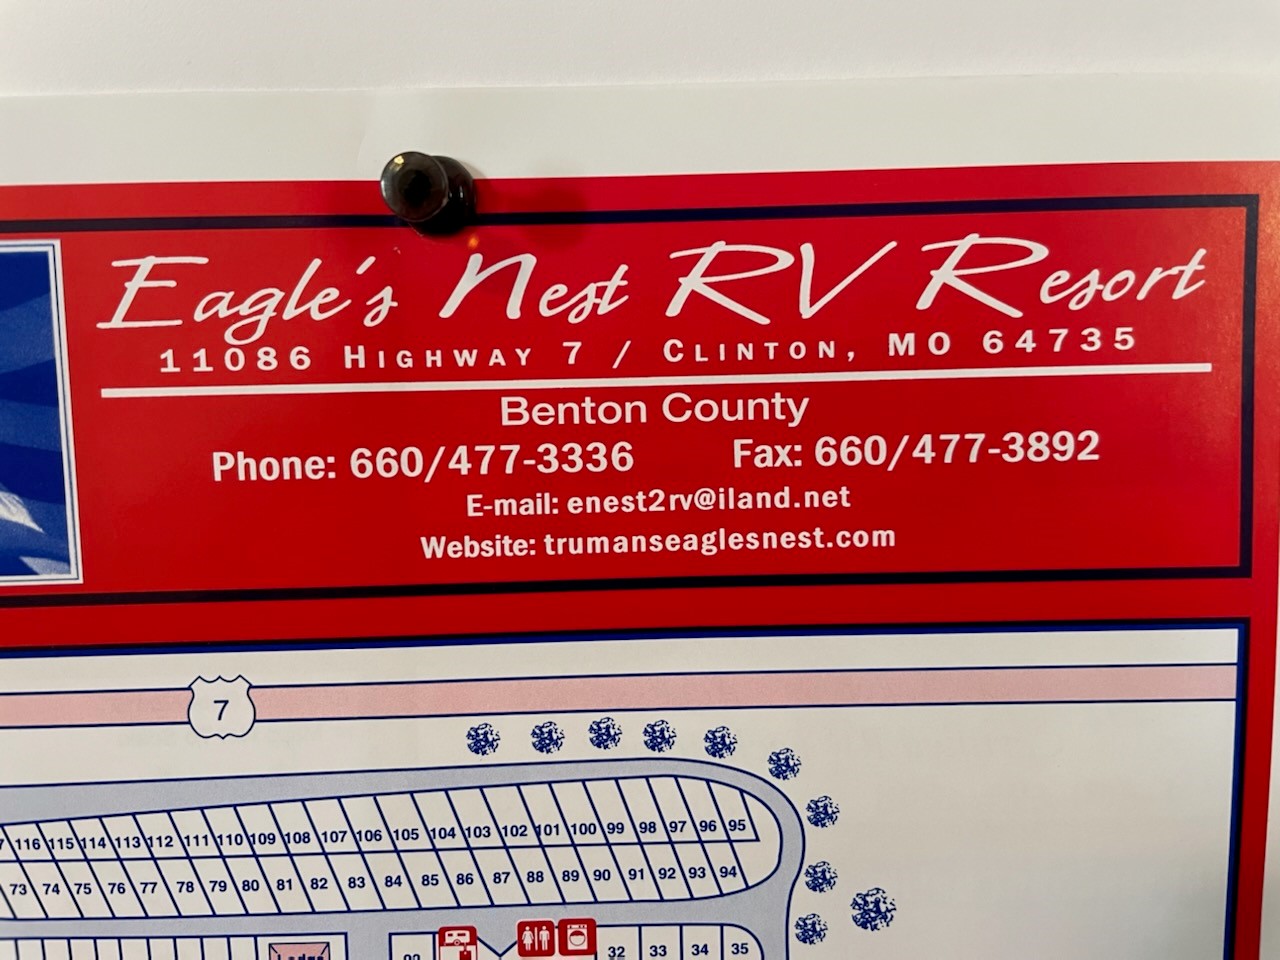 Eagle's Nest RV Resort
11086 Highway 7 / Clinton, MO 64735
Benton County
Phone: 660/477-3336 Fax: 660/477-3892
E-mail: enest2rv@iland.net
Website: trumanseaglesnest.com
7
116 115 114 113 112 111 110 109 108 107 106 105 104 103 102 101 100 99 98 97 96 95
73 74 75 76 77 78 79 80 81 82 83 84 85 86 87 88 89 90 91 92 93 94
32 33 34 35